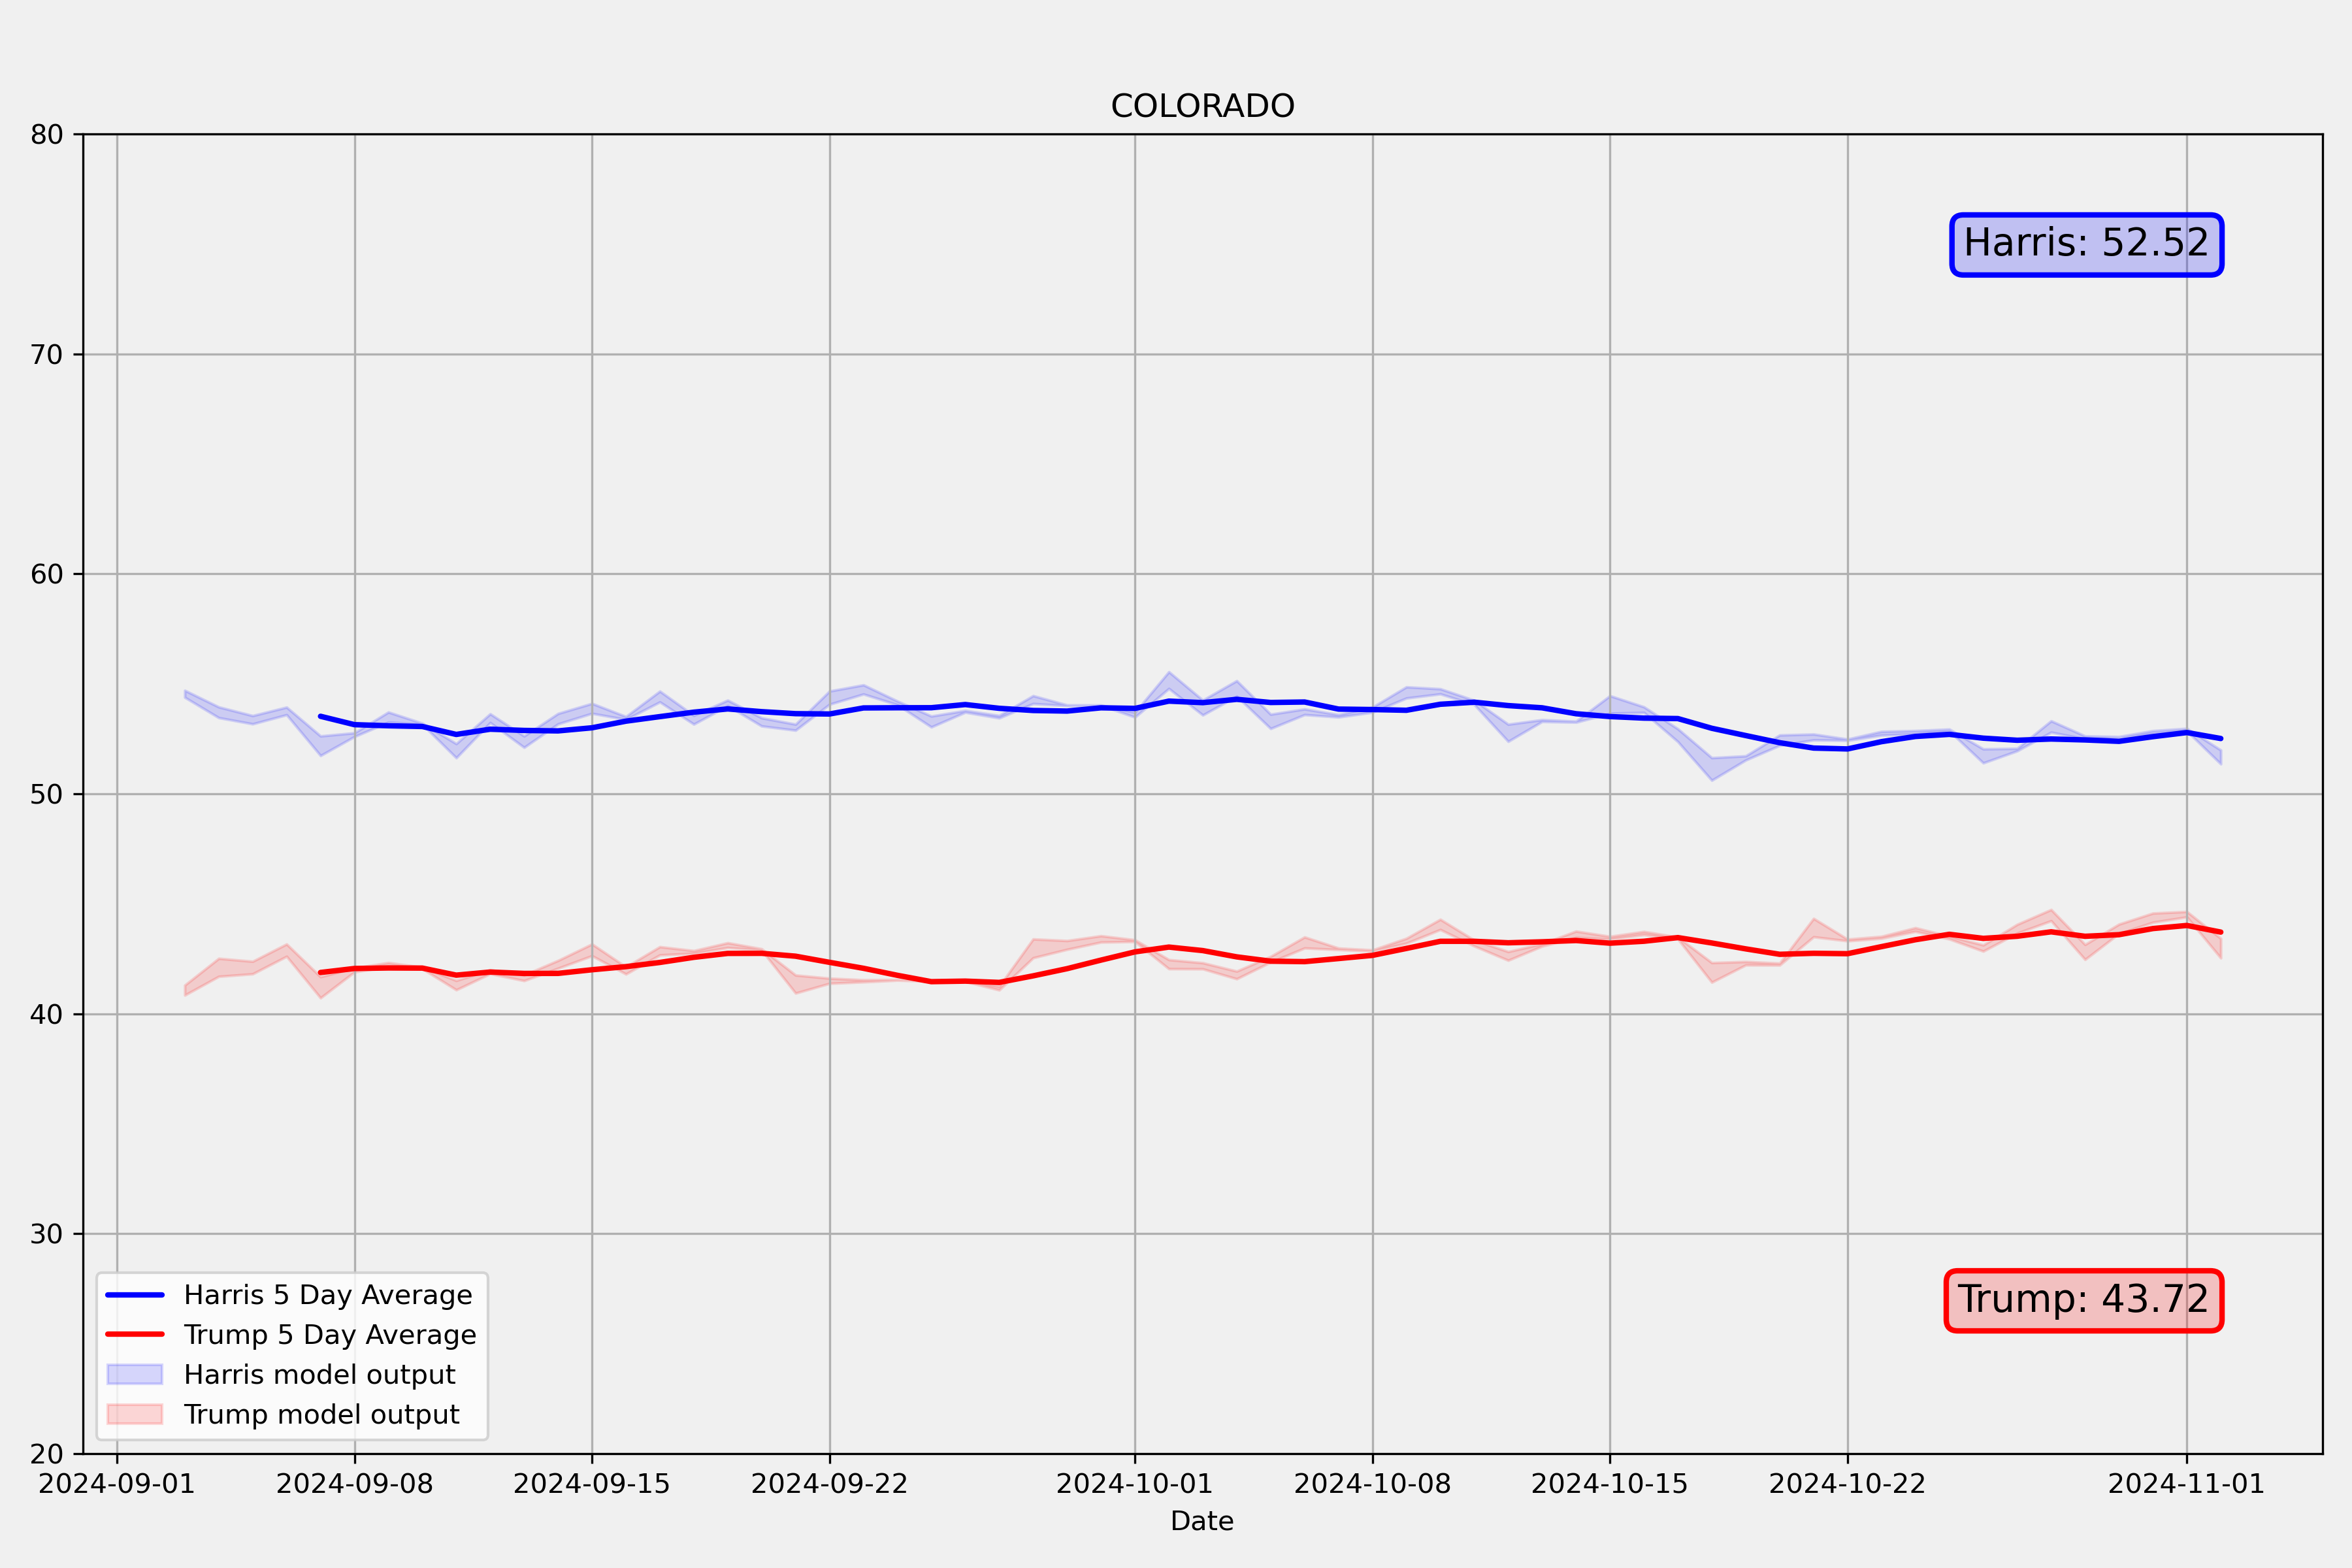 COLORADO
80
70
60
50
40
30
20
Harris: 52.52
Trump: 43.72
Harris 5 Day Average
Trump 5 Day Average
Harris model output
Trump model output
2024-09-01 2024-09-08 2024-09-15 2024-09-22 2024-10-01 2024-10-08 2024-10-15 2024-10-22 2024-11-01
Date